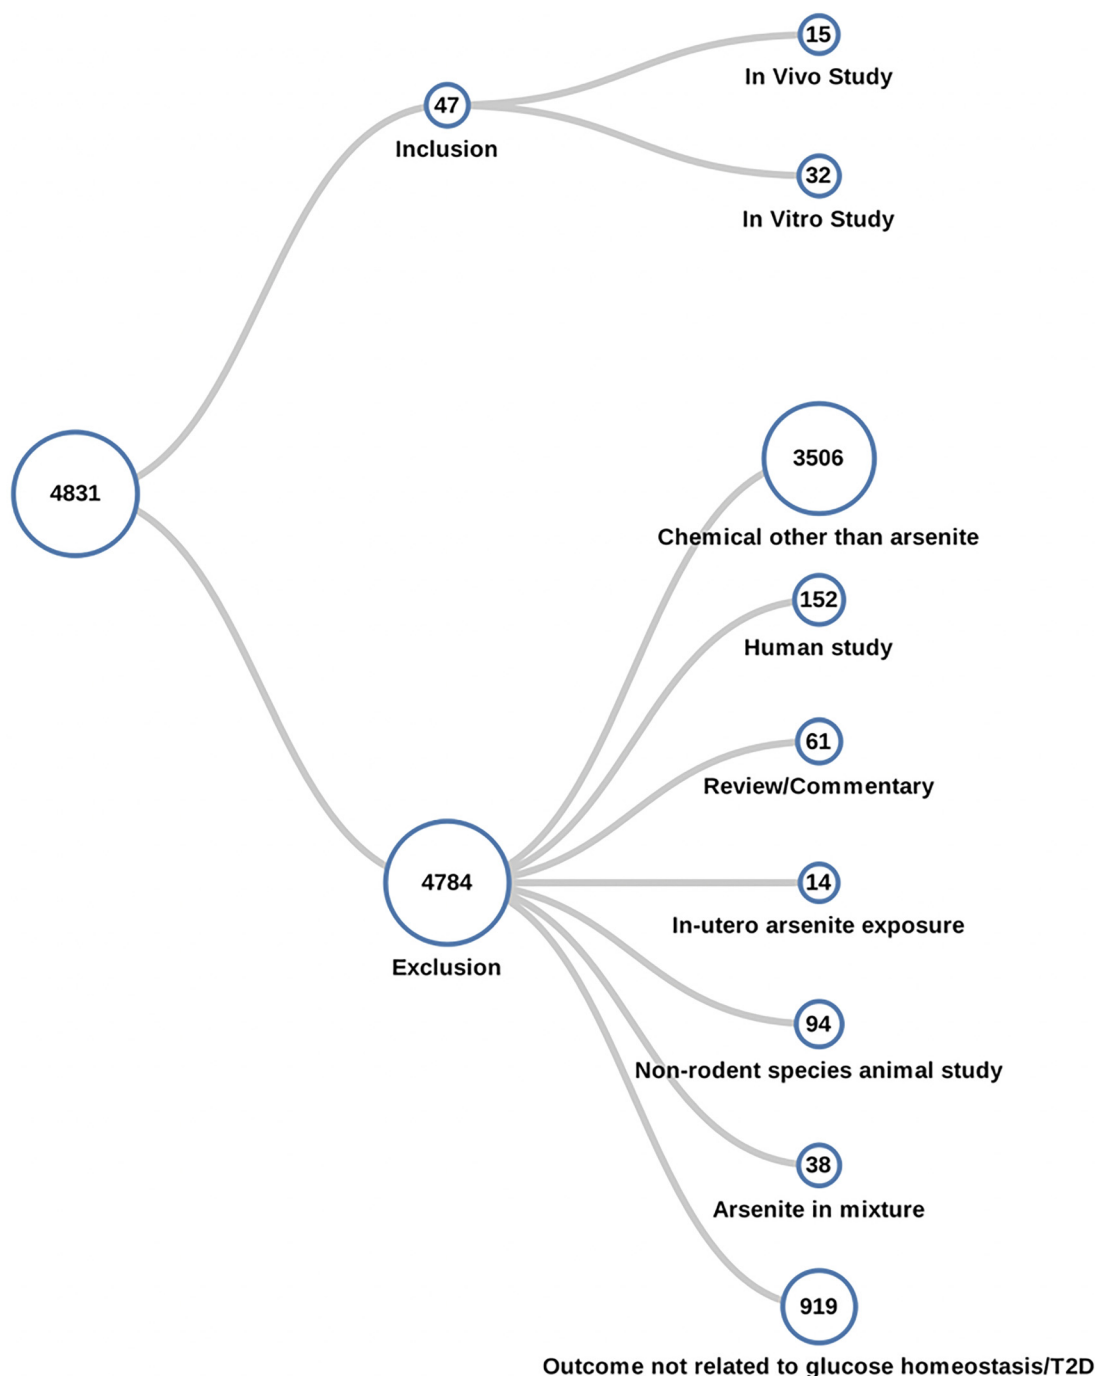 15
In Vivo Study
47
Inclusion
32
In Vitro Study
4831
3506
Chemical other than arsenite
152
Human study
61
Review/Commentary
4784
Exclusion
14
In-utero arsenite exposure
94
Non-rodent species animal study
38
Arsenite in mixture
919
Outcome not related to glucose homeostasis/T2D